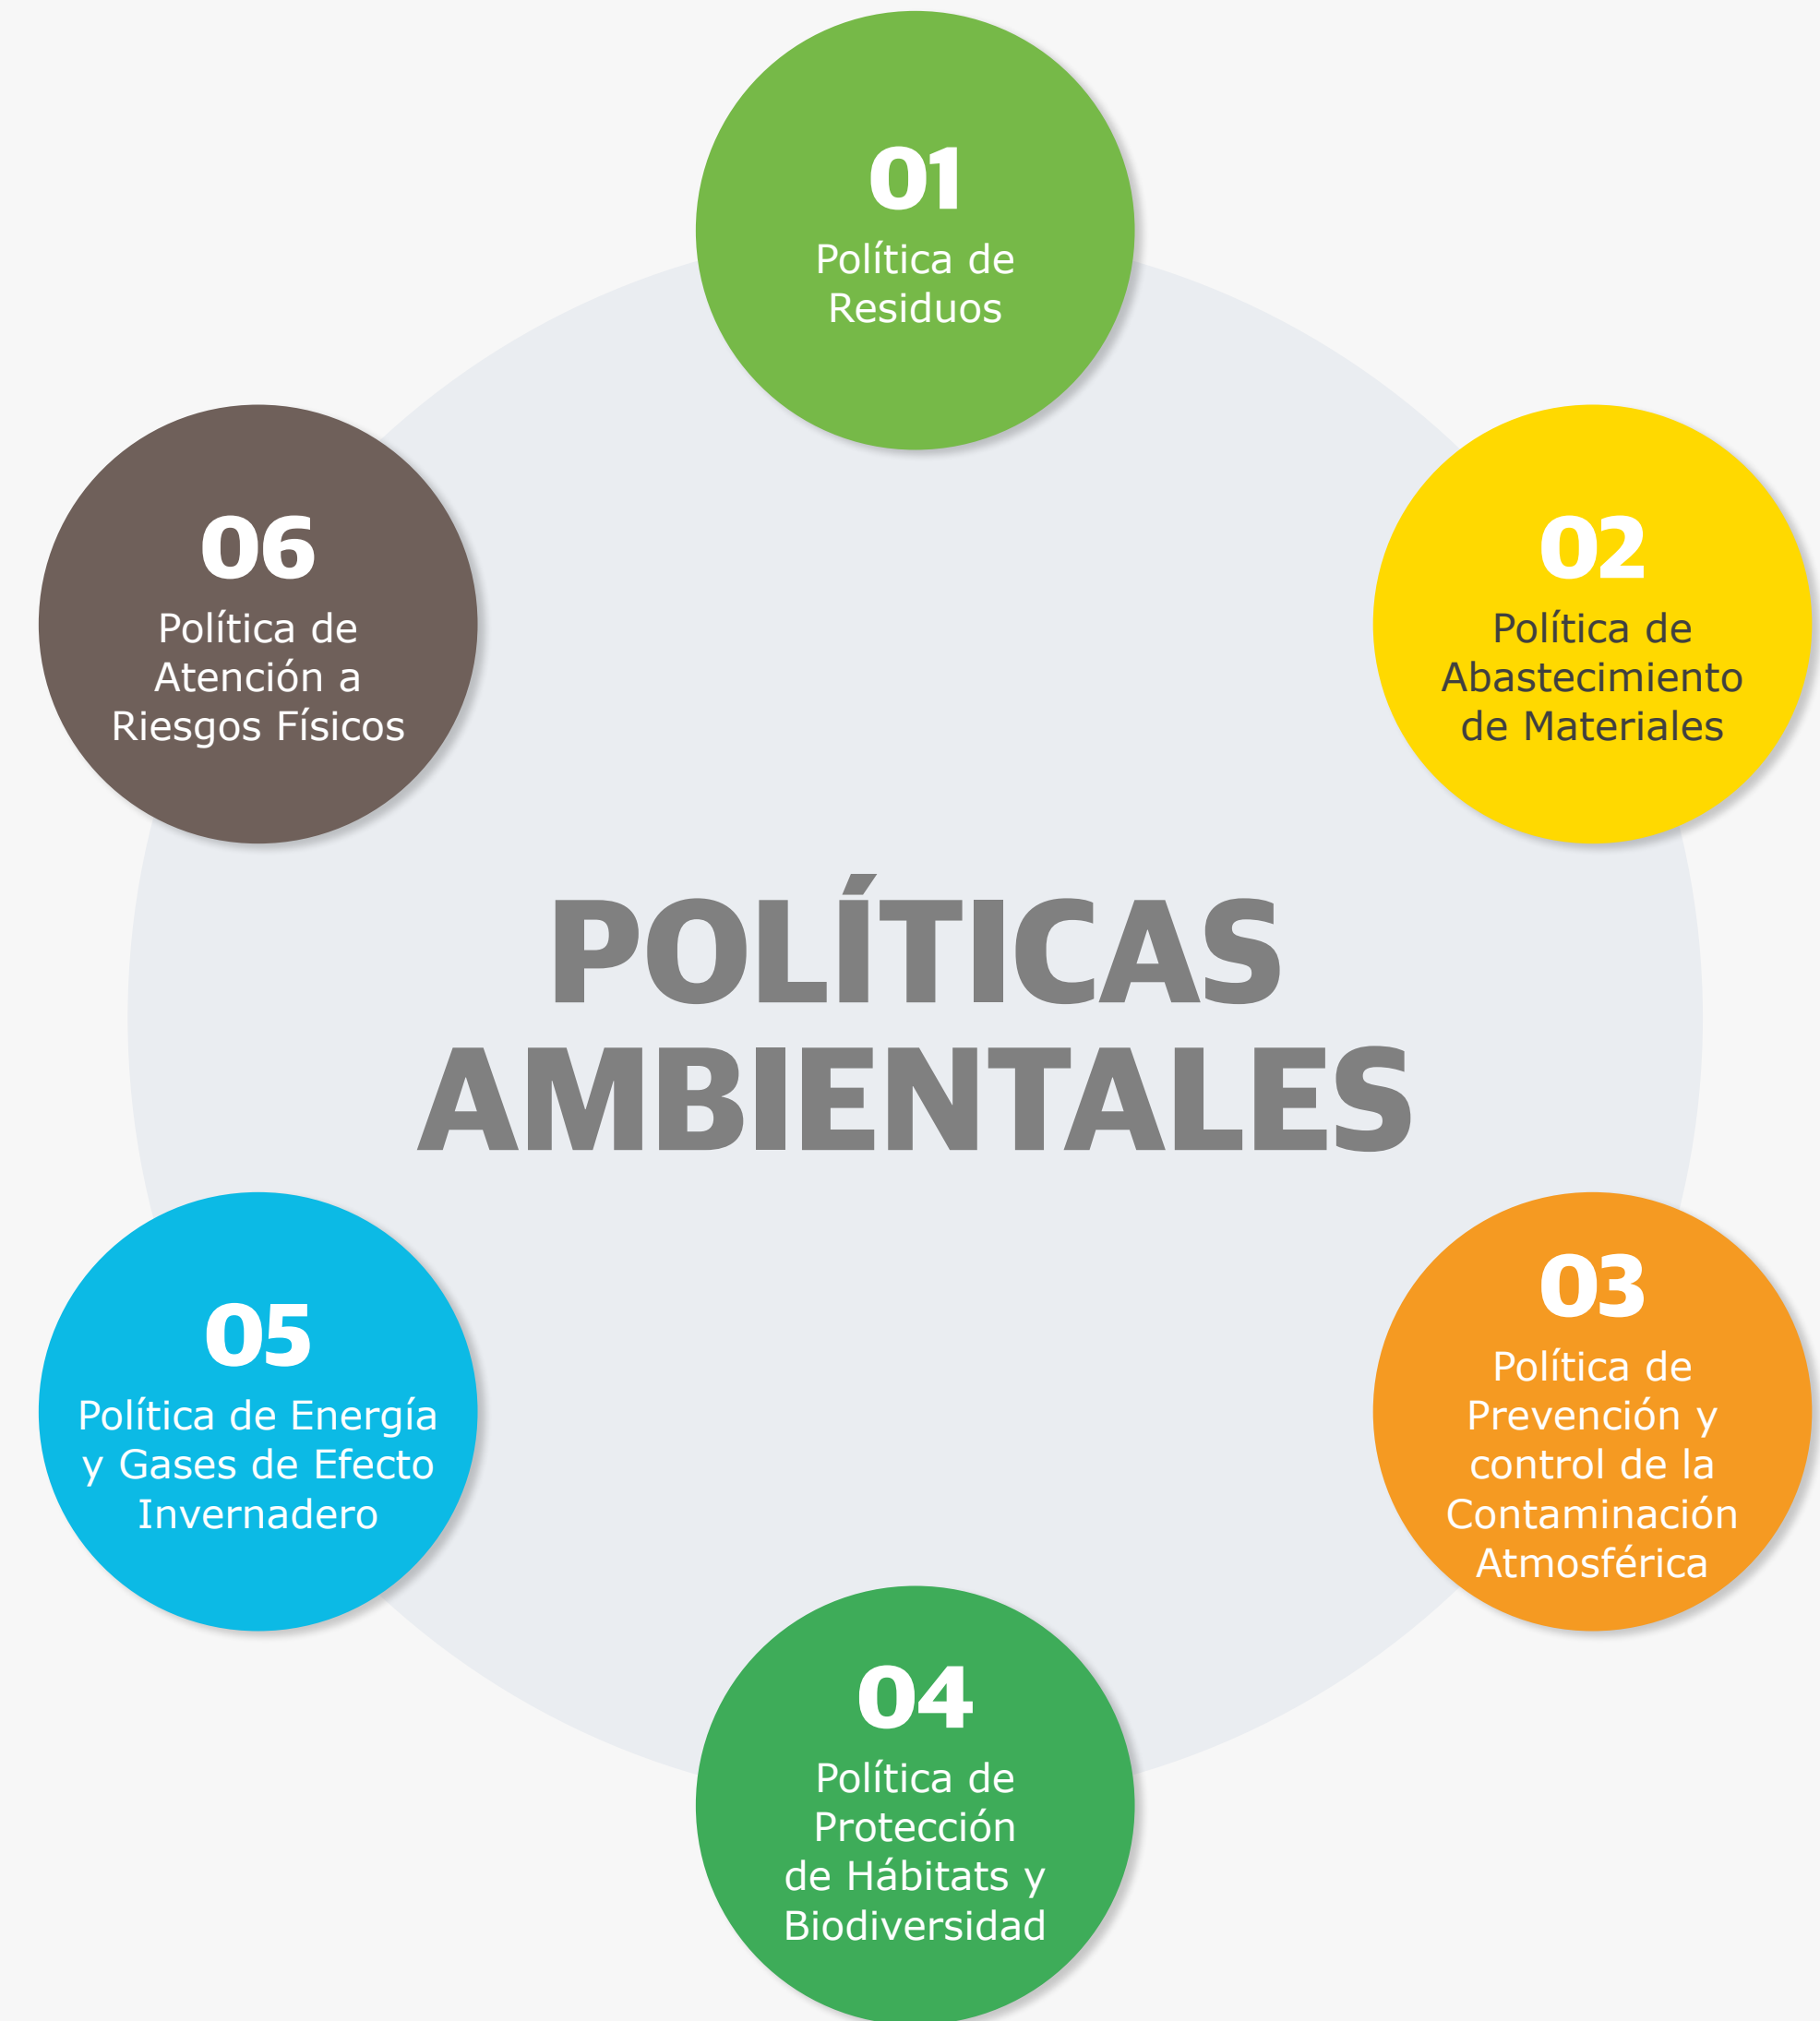 01
Política de
Residuos
02
Política de
Abastecimiento
de Materiales
03
Política de
Prevención y
control de la
Contaminación
Atmosférica
04
Política de
Protección
de Hábitats y
Biodiversidad
05
Política de Energía
y Gases de Efecto
Invernadero
06
Política de
Atención a
Riesgos Físicos
POLÍTICAS
AMBIENTALES